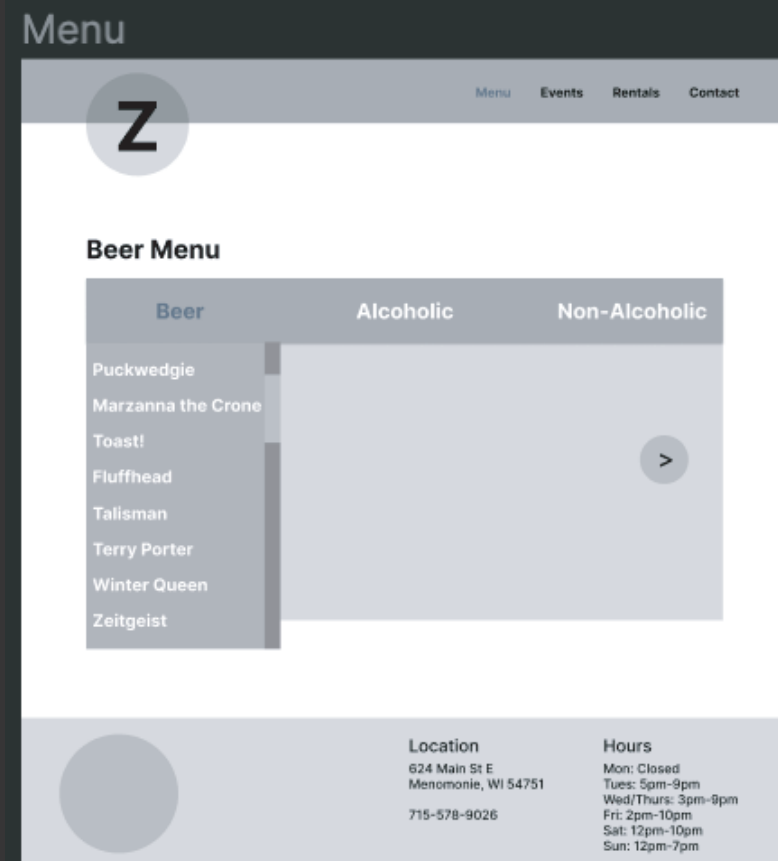 Menu
Menu Events Rentals Contact
Z
Beer Menu
Beer Alcoholic Non-Alcoholic
Puckwedgie
Marzanna the Crone
Toast!
Fluffhead
Talisman
Terry Porter
Winter Queen
Zeitgeist
>
Location
624 Main St E
Menomonie, WI 54751
715-578-9026
Hours
Mon: Closed
Tues: 5pm-9pm
Wed/Thurs: 3pm-9pm
Fri: 2pm-10pm
Sat: 12pm-10pm
Sun: 12pm-7pm